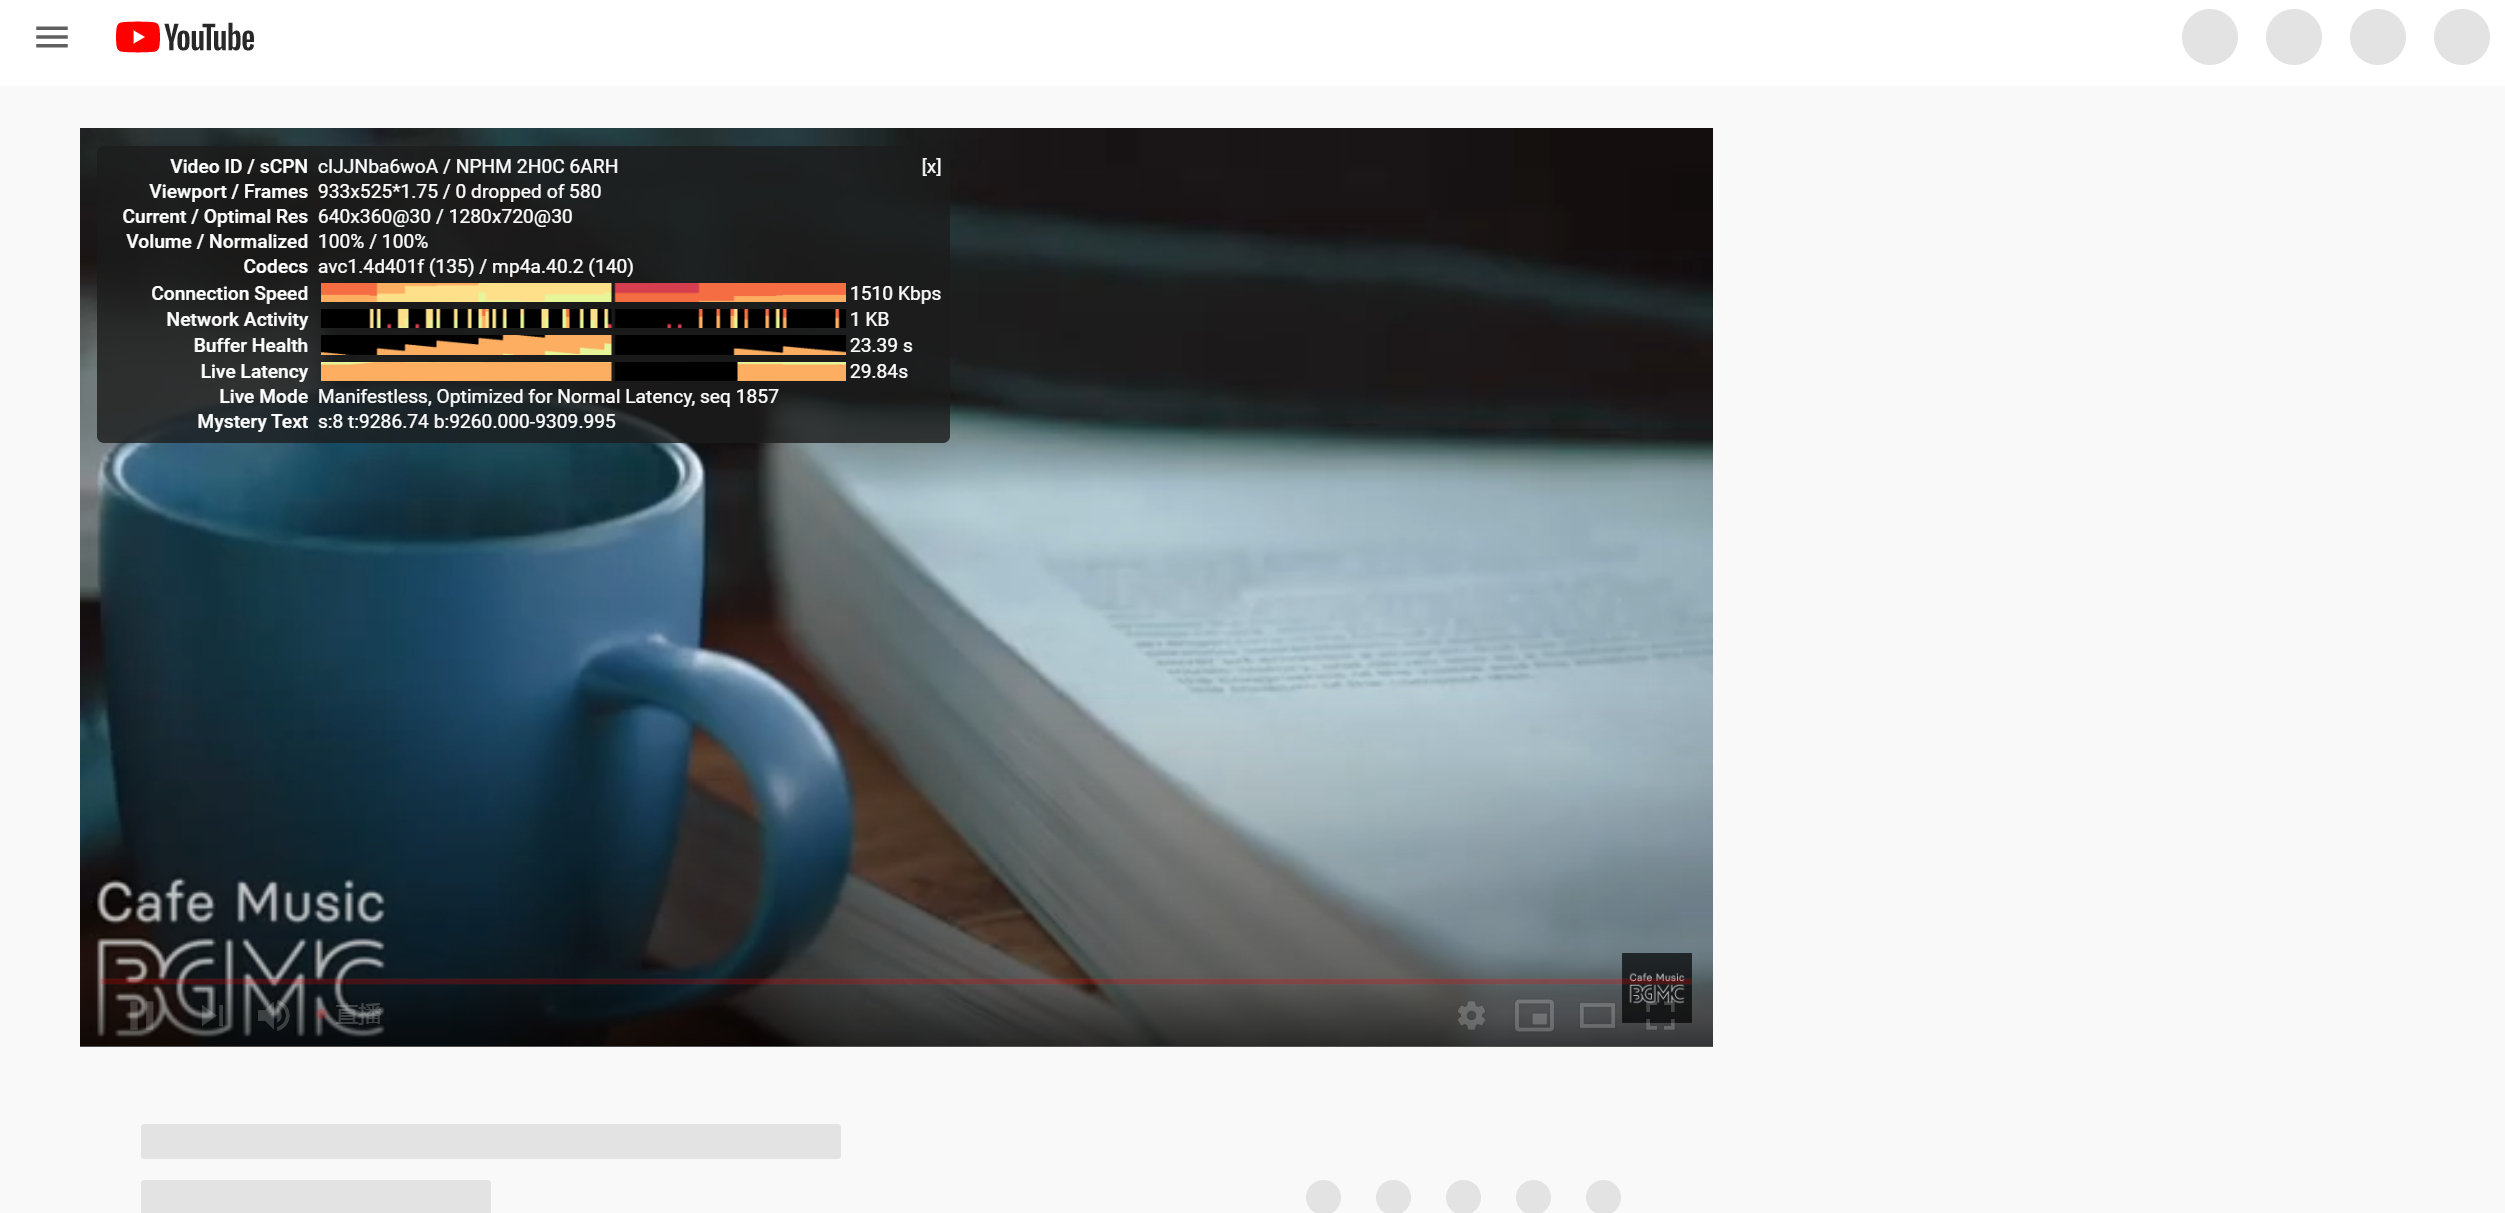 YouTube
Video ID / sCPN cIJJNba6woA / NPHM 2H0C 6ARH [x]
Viewport / Frames 933x525*1.75 / 0 dropped of 580
Current / Optimal Res 640x360@30 / 1280x720@30
Volume / Normalized 100% / 100%
Codecs avc1.4d401f (135) / mp4a.40.2 (140)
Connection Speed 1510 Kbps
Network Activity 1 KB
Buffer Health 23.39 s
Live Latency 29.84s
Live Mode Manifestless, Optimized for Normal Latency, seq 1857
Mystery Text s:8 t:9286.74 b:9260.000-9309.995
Cafe Music
BGMC
Cafe Music
BGMC
直播